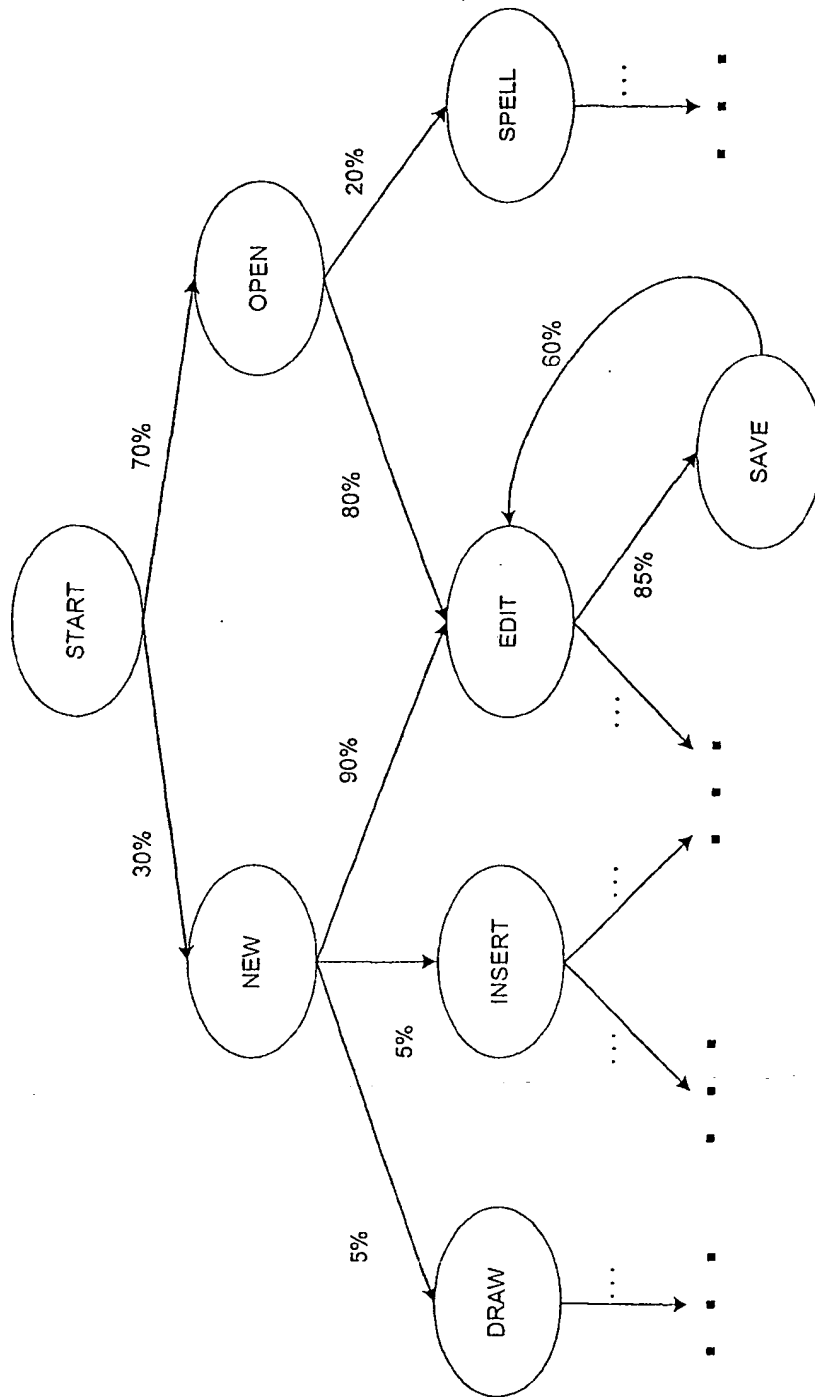 START
30%
70%
NEW
OPEN
5%
5%
90%
80%
20%
DRAW
INSERT
EDIT
SPELL
60%
....
....
....
....
85%
...
SAVE